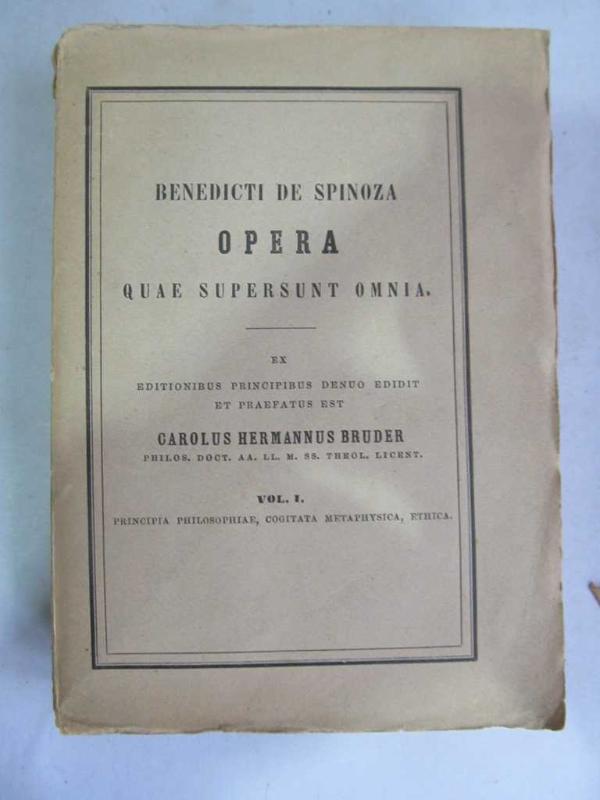 BENEDICTI DE SPINOZA
OPERA
QUAE SUPERSUNT OMNIA.
EX
EDITIONIBUS PRINCIPIBUS DENUO EDIDIT
ET PRAEFATUS EST
CAROLUS HERMANNUS BRUDER
PHILOS. DOCT. AA. LL. M. SS. THEOL. LICENT.
VOL. I.
PRINCIPIA PHILOSOPHIAE, COGITATA METAPHYSICA, ETHICA.